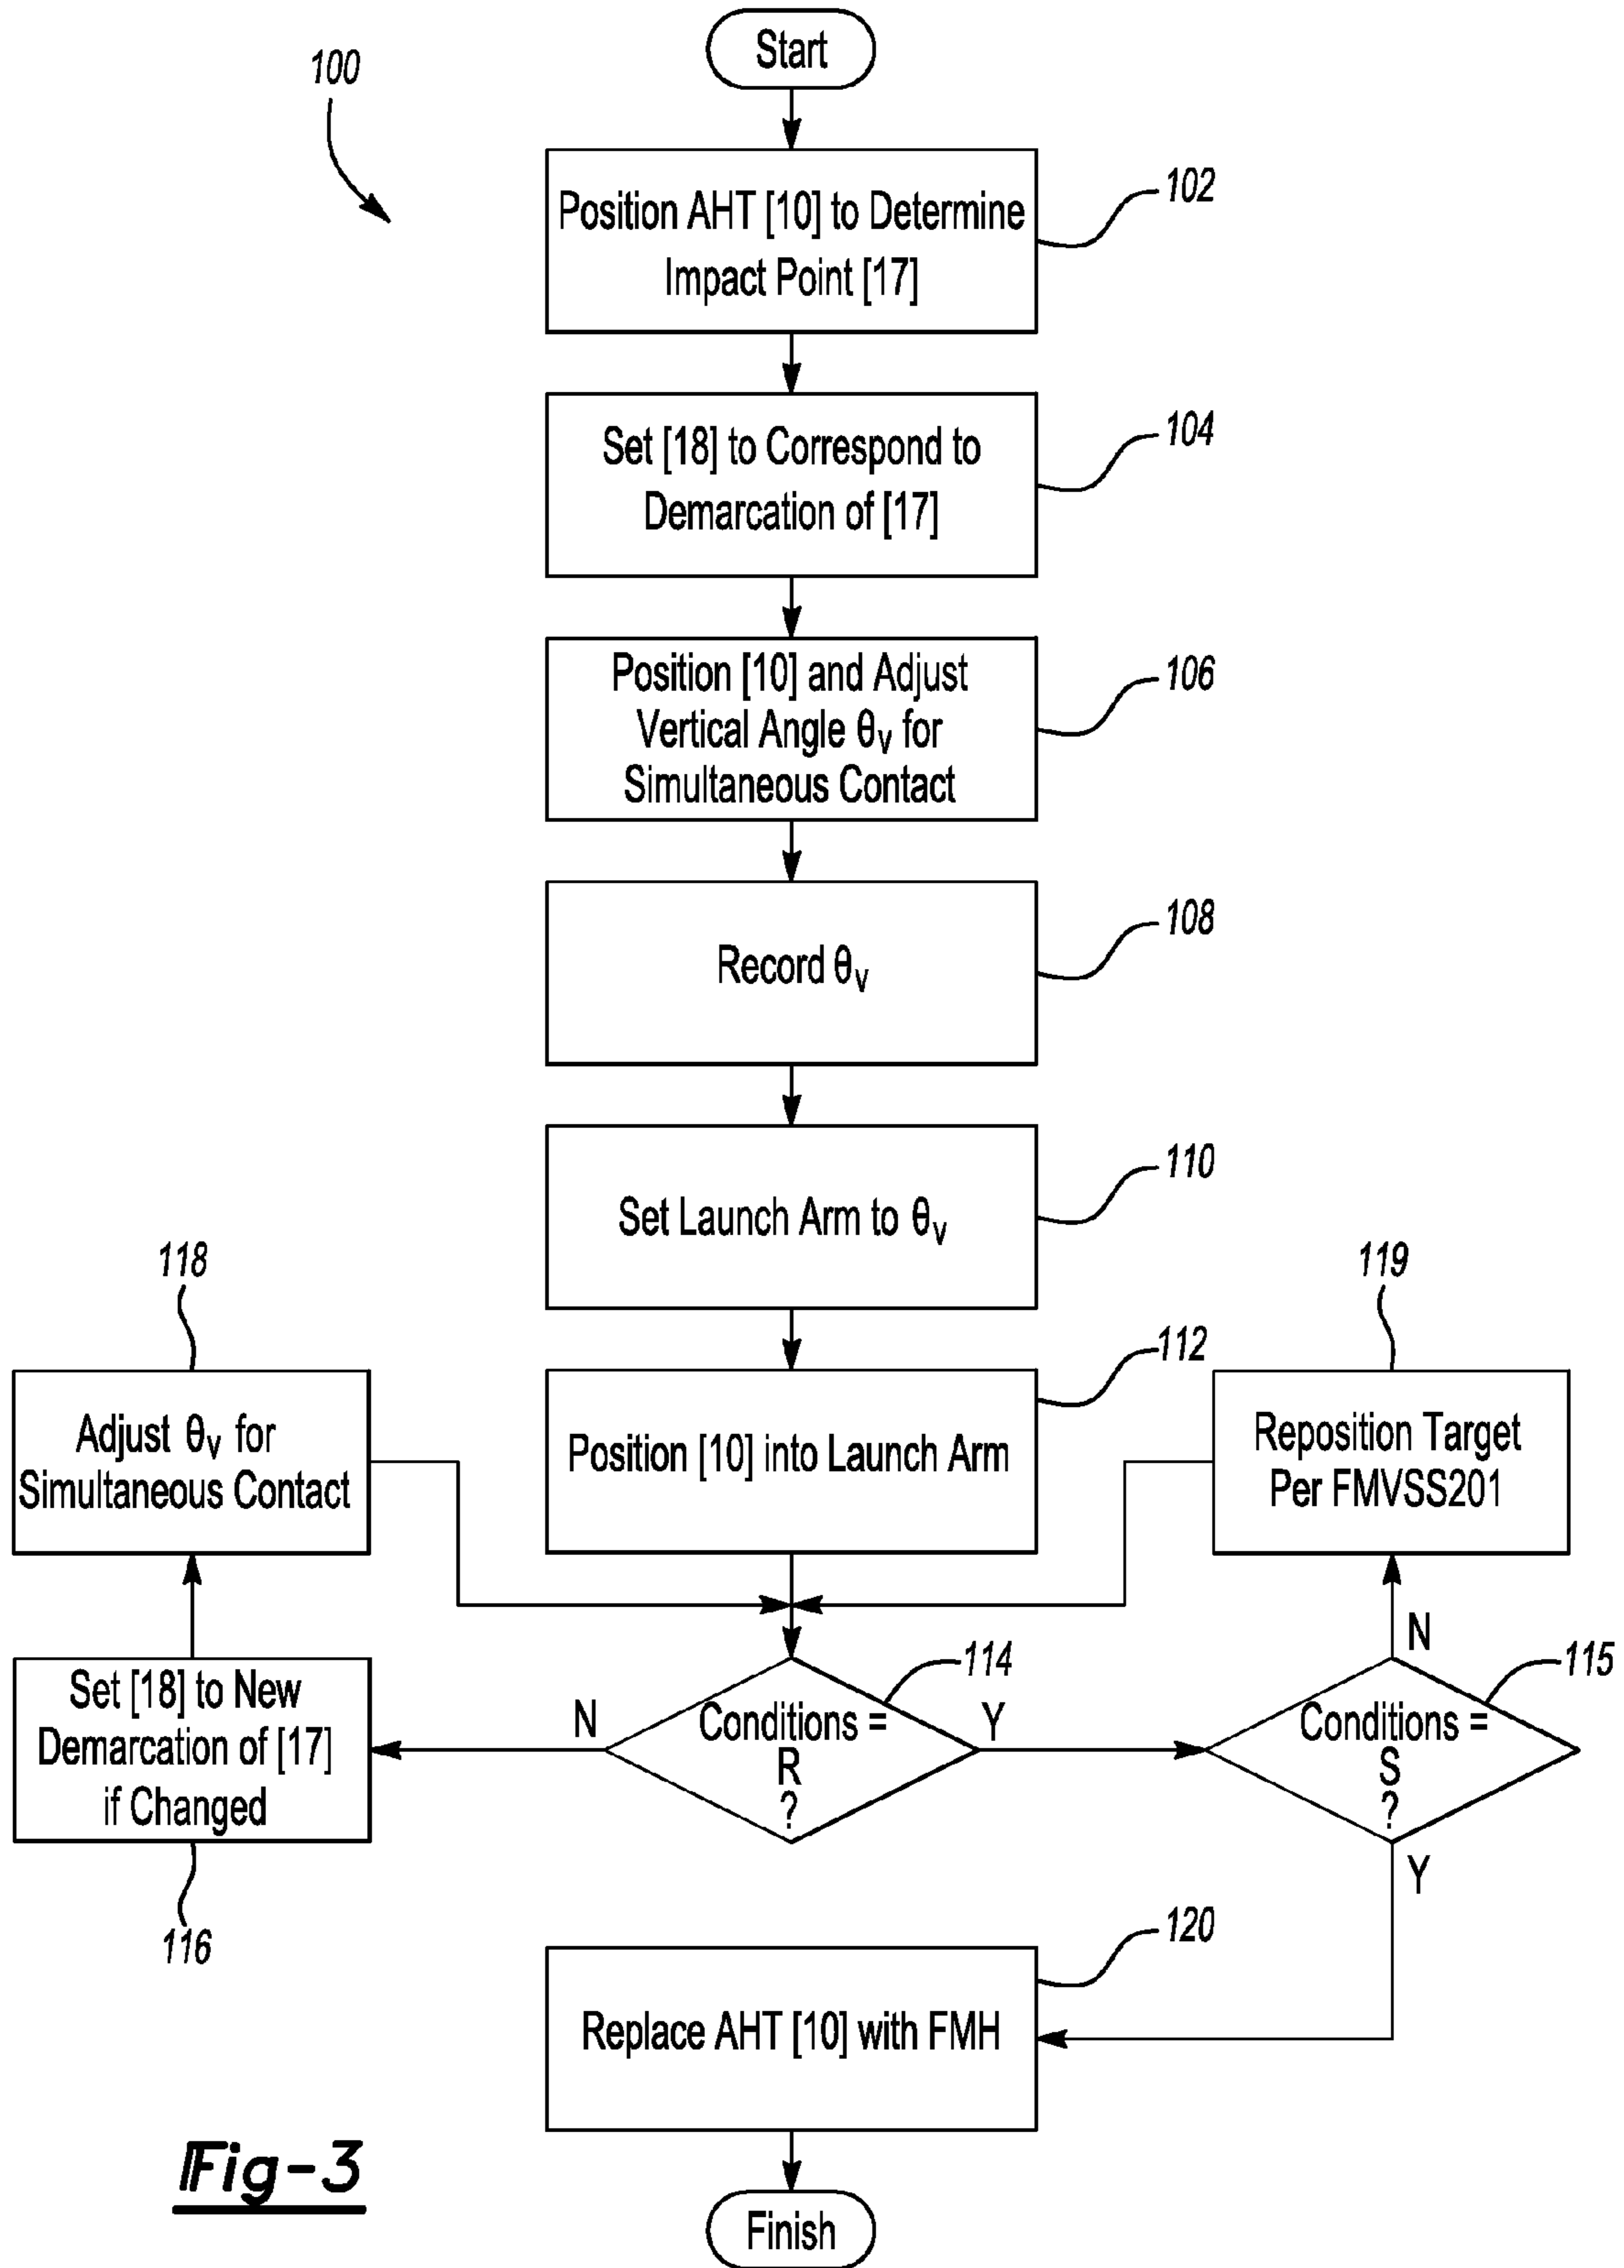 Start
100
Position AHT [10] to Determine
Impact Point [17]
102
Set [18] to Correspond to
Demarcation of [17]
104
Position [10] and Adjust
Vertical Angle θv for
Simultaneous Contact
106
Record θv
108
Set Launch Arm to θv
110
118
119
Adjust θv for
Simultaneous Contact
Position [10] into Launch Arm
112
Reposition Target
Per FMVSS201
Set [18] to New
Demarcation of [17]
if Changed
116
N
Conditions =
R
?
114
Y
Conditions =
S
?
115
N
Y
Replace AHT [10] with FMH
120
Finish
Fig-3